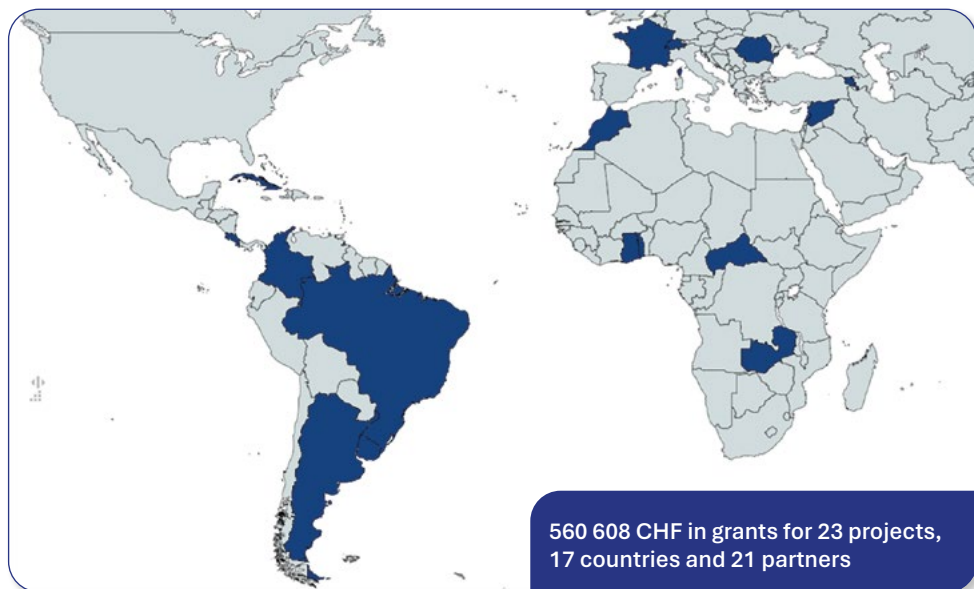 560 608 CHF in grants for 23 projects,
17 countries and 21 partners